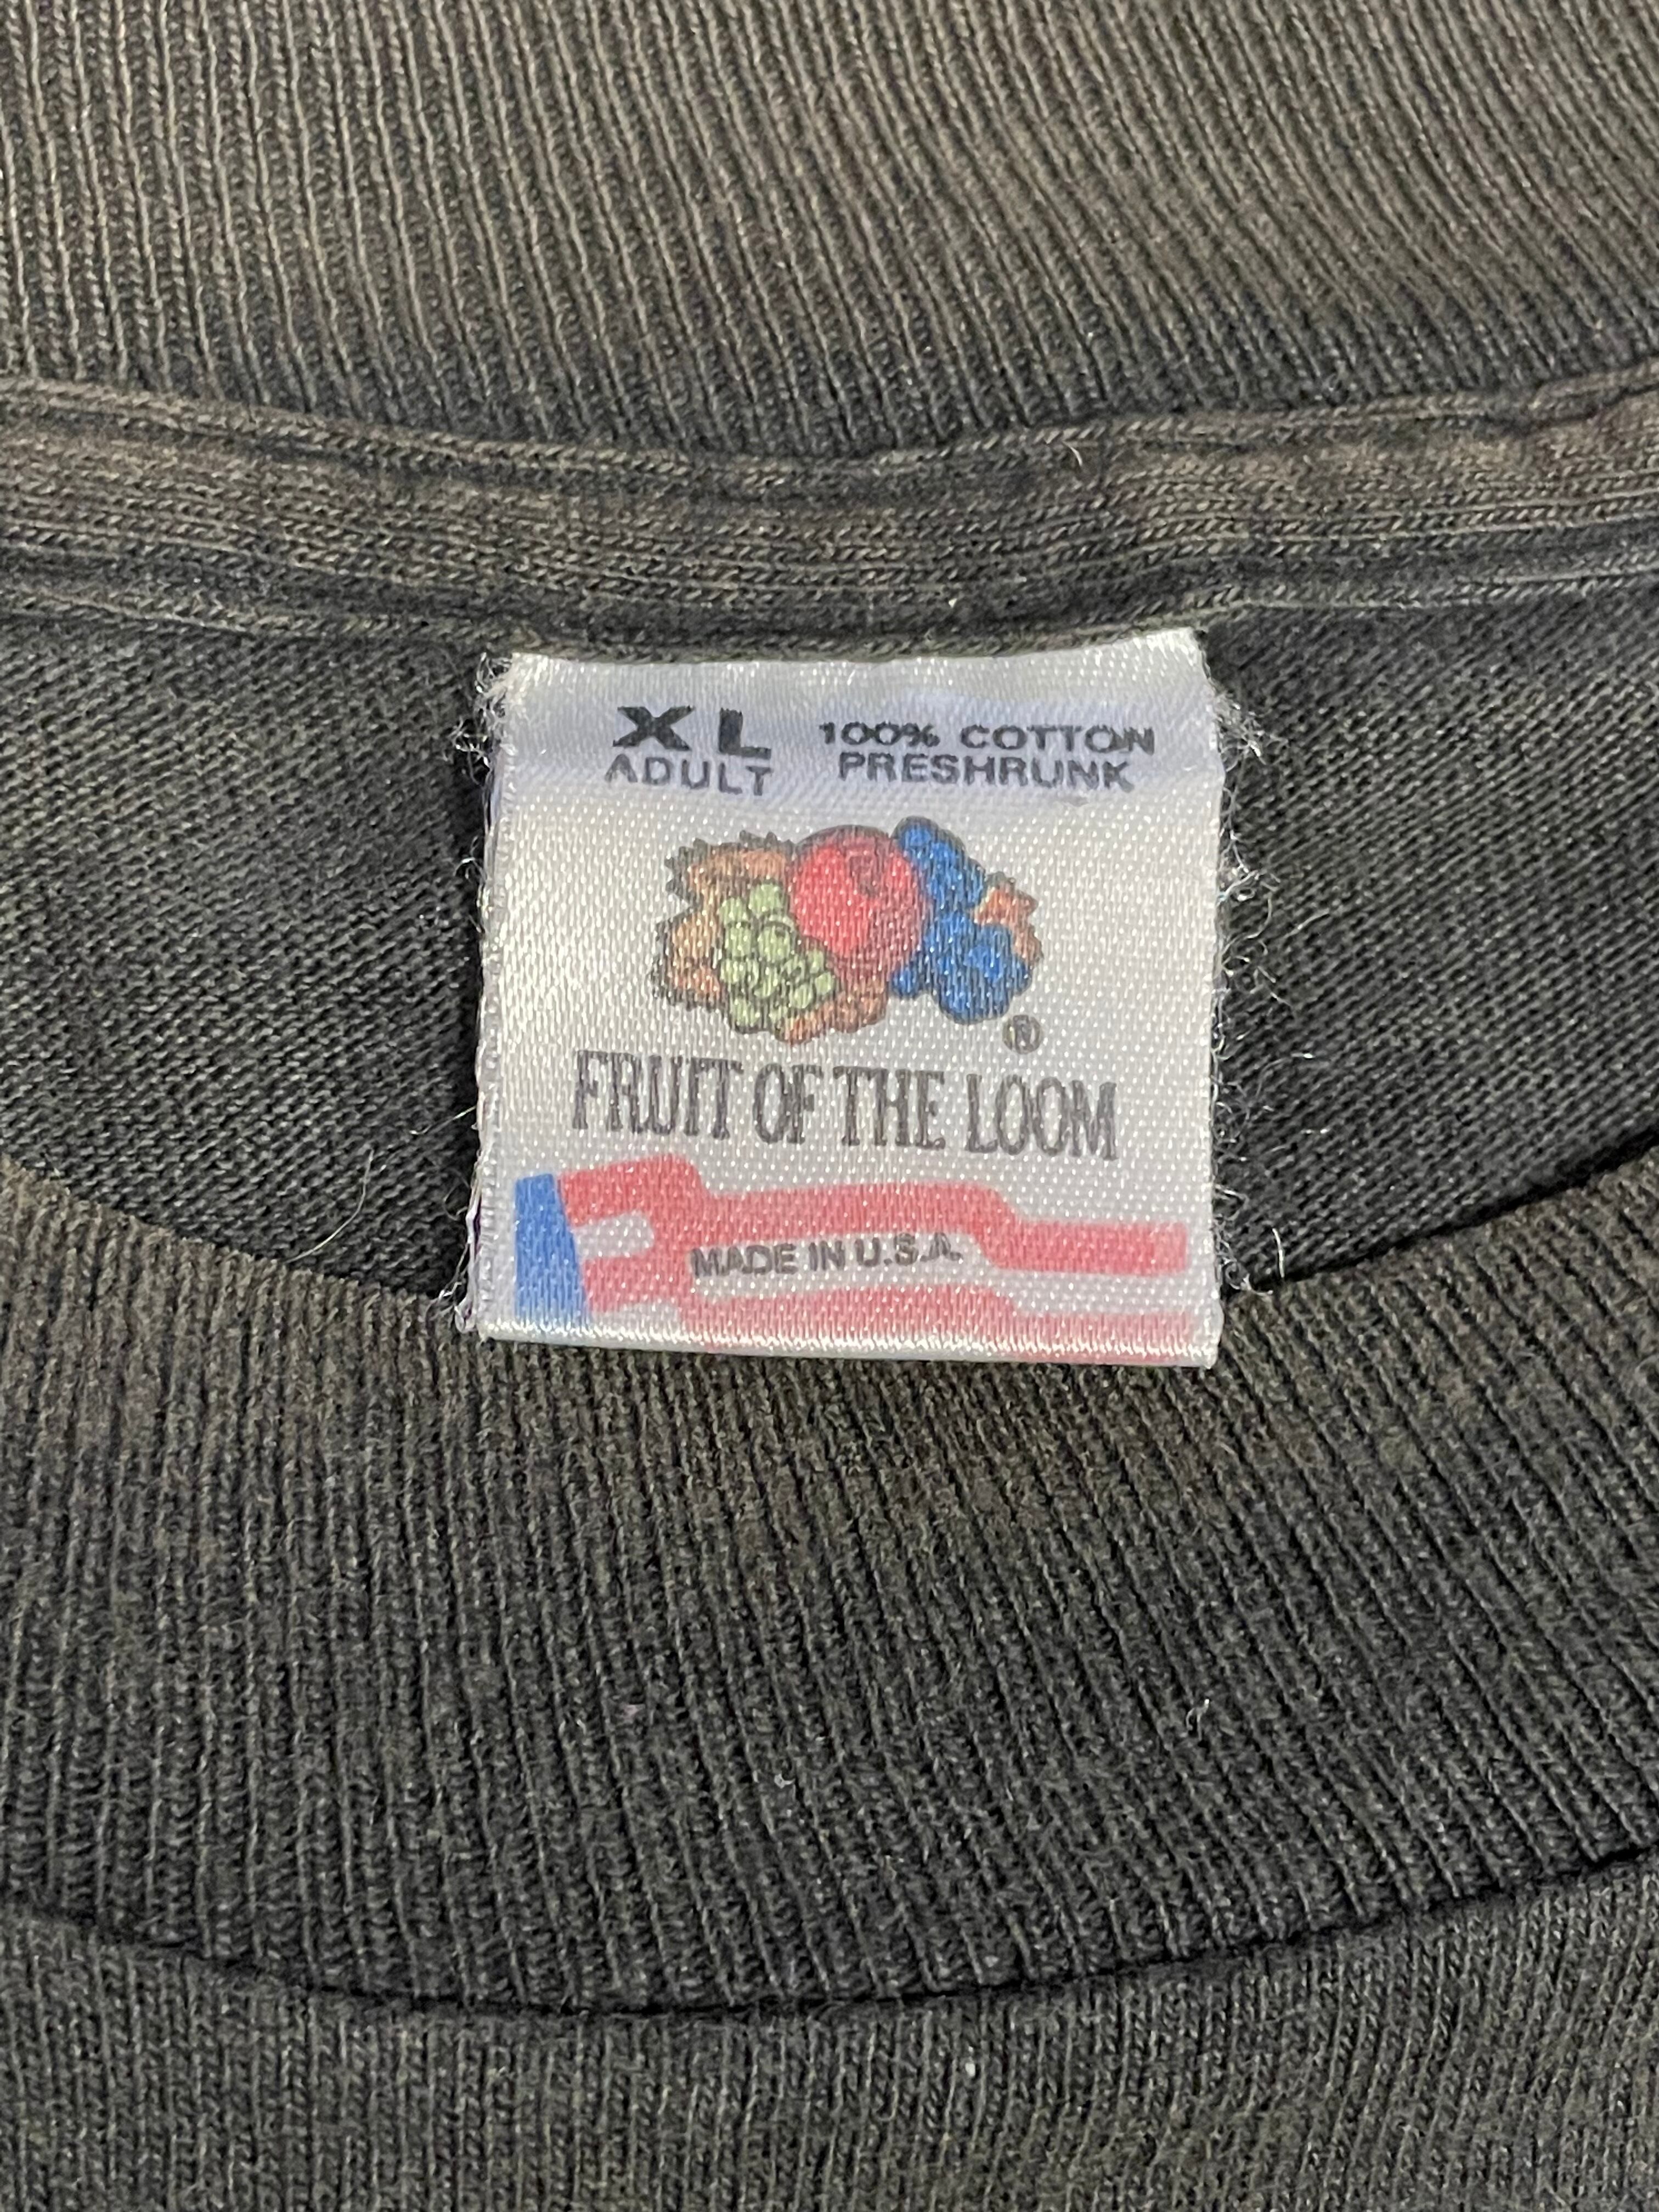 XL 100% COTTON
ADULT PRESHRUNK
®
FRUIT OF THE LOOM
MADE IN U.S.A.